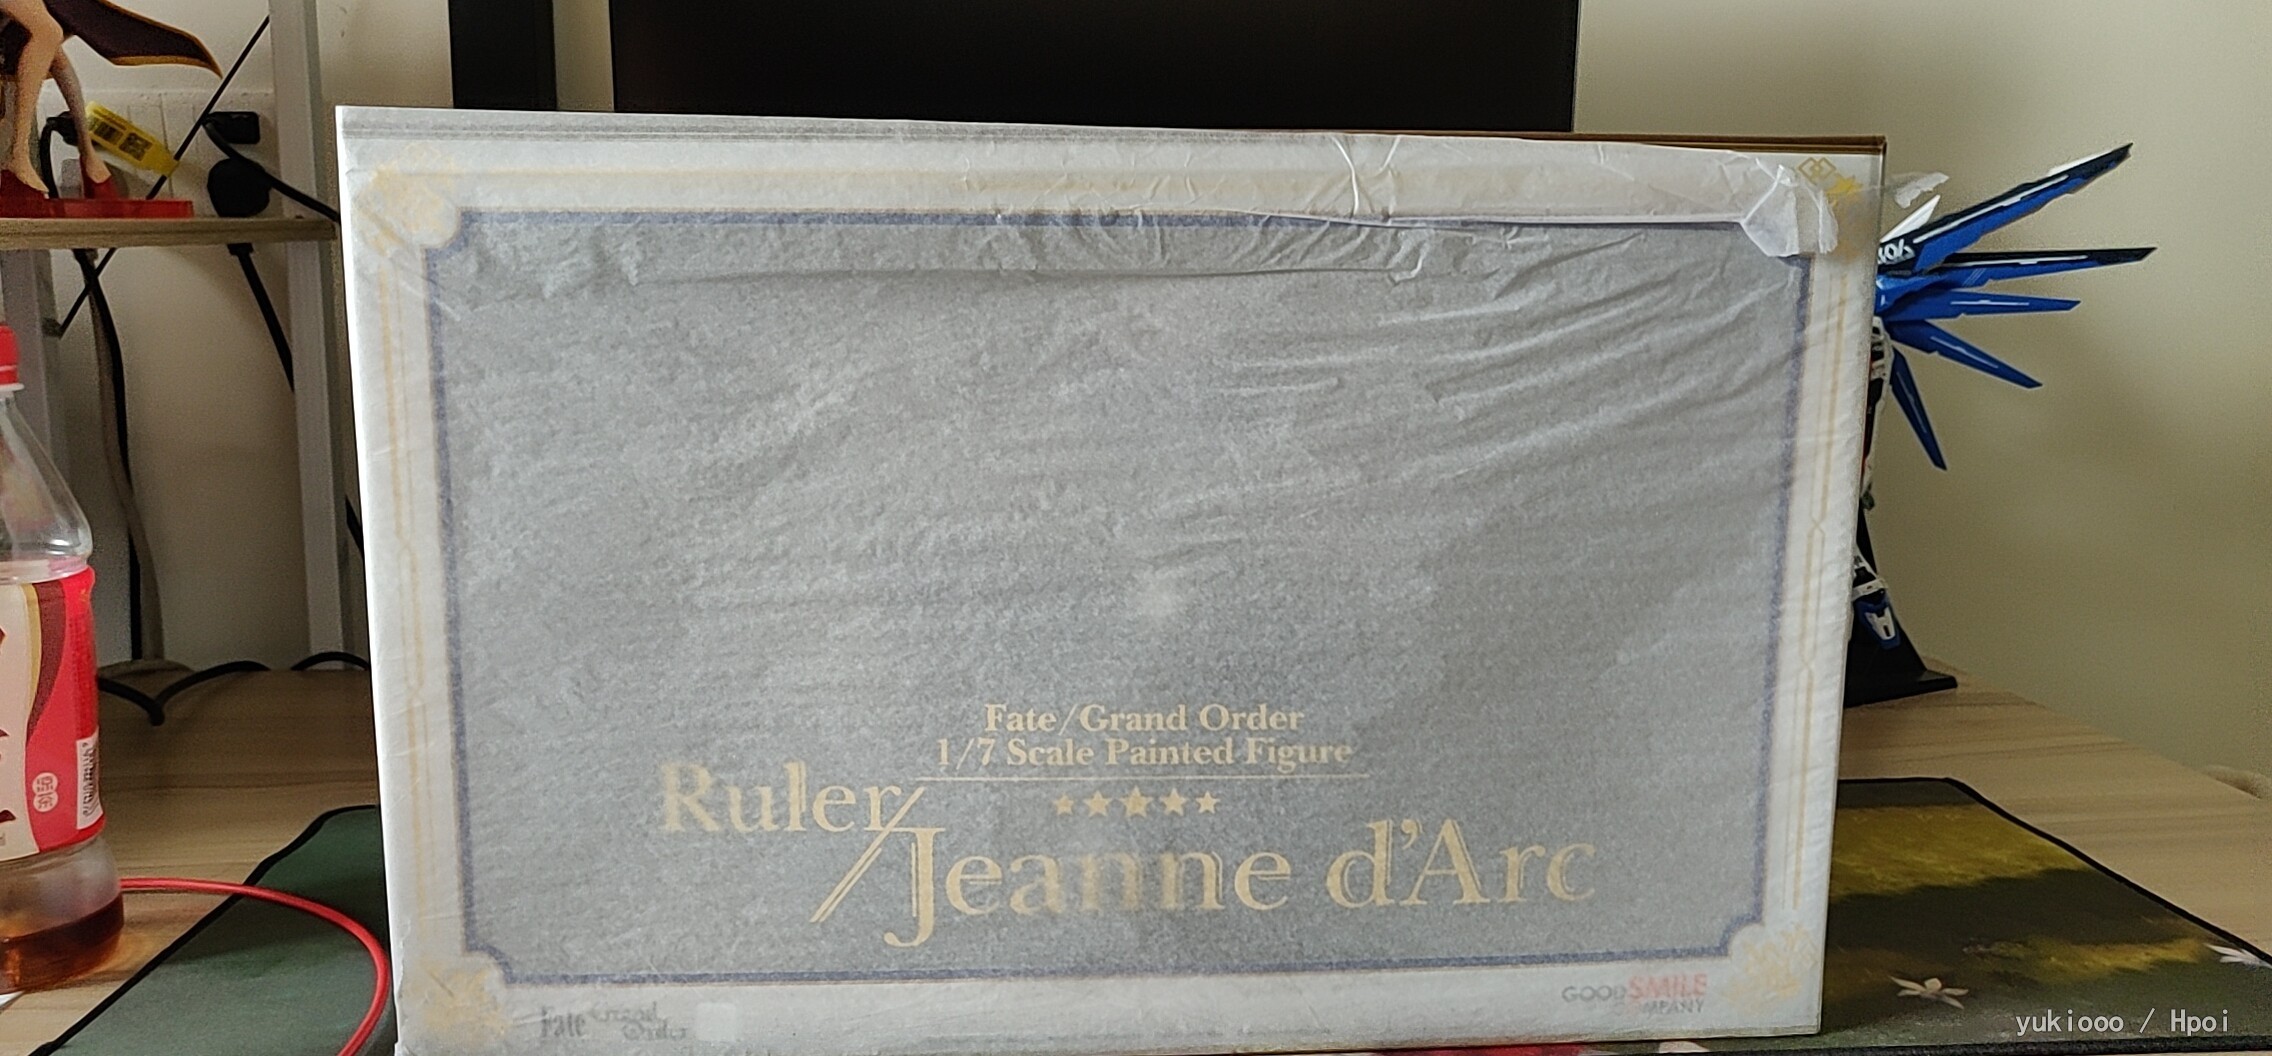 Fate/Grand Order
1/7 Scale Painted Figure
Ruler/Jeanne d'Arc
Fate Grand Order
GOOD SMILE
COMPANY
yukiooo / Hpoi